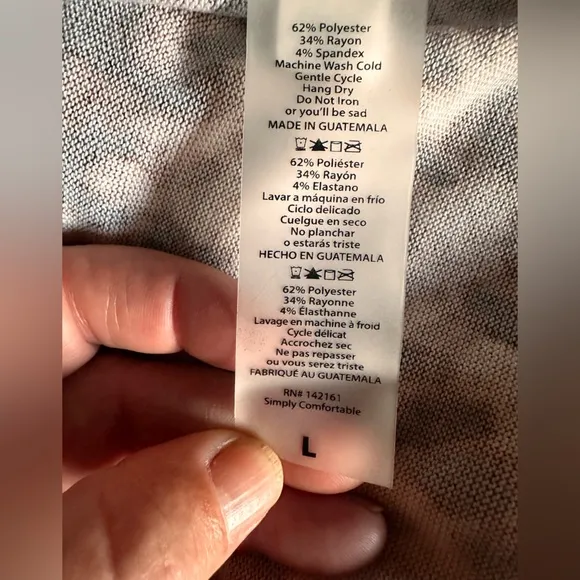 62% Polyester
34% Rayon
4% Spandex
Machine Wash Cold
Gentle Cycle
Hang Dry
Do Not Iron
or you'll be sad
MADE IN GUATEMALA
62% Poliéster
34% Rayón
4% Elastano
Lavar a máquina en frío
Ciclo delicado
Cuelgue en seco
No planchar
o estarás triste
HECHO EN GUATEMALA
62% Polyester
34% Rayonne
4% Élasthanne
Lavage en machine à froid
Cycle délicat
Accrochez sec
Ne pas repasser
ou vous serez triste
FABRIQUÉ AU GUATEMALA
RN# 142161
Simply Comfortable
L